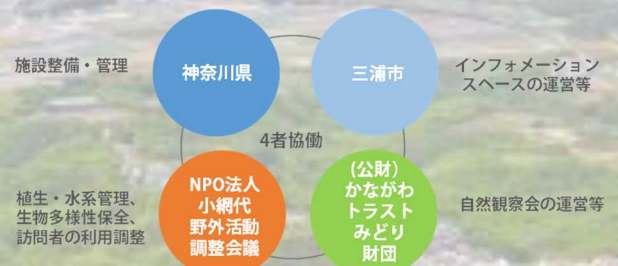 施設整備・管理
神奈川県
三浦市
インフォメーション
スペースの運営等
4者協働
植生・水系管理、
生物多様性保全、
訪問者の利用調整
NPO法人
小網代
野外活動
調整会議
(公財)
かながわ
トラスト
みどり
財団
自然観察会の運営等